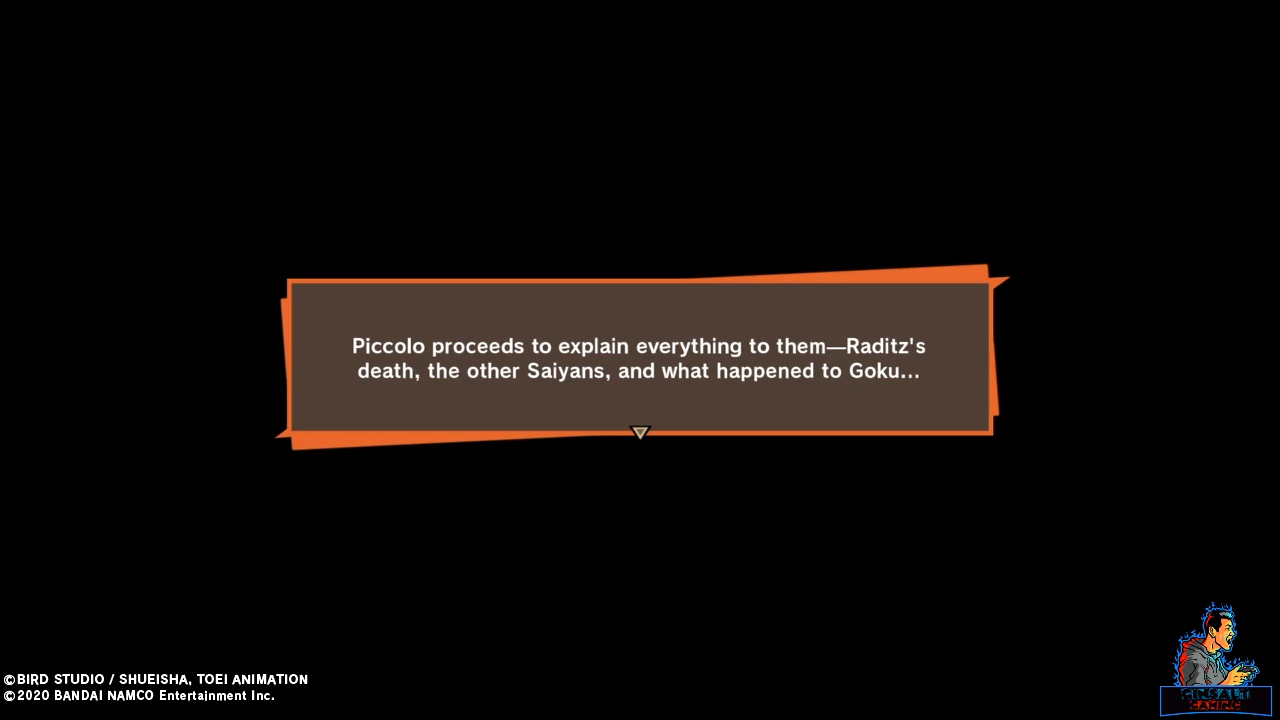 Piccolo proceeds to explain everything to them—Raditz's
death, the other Saiyans, and what happened to Goku...
©BIRD STUDIO / SHUEISHA, TOEI ANIMATION
©2020 BANDAI NAMCO Entertainment Inc.
GAMING